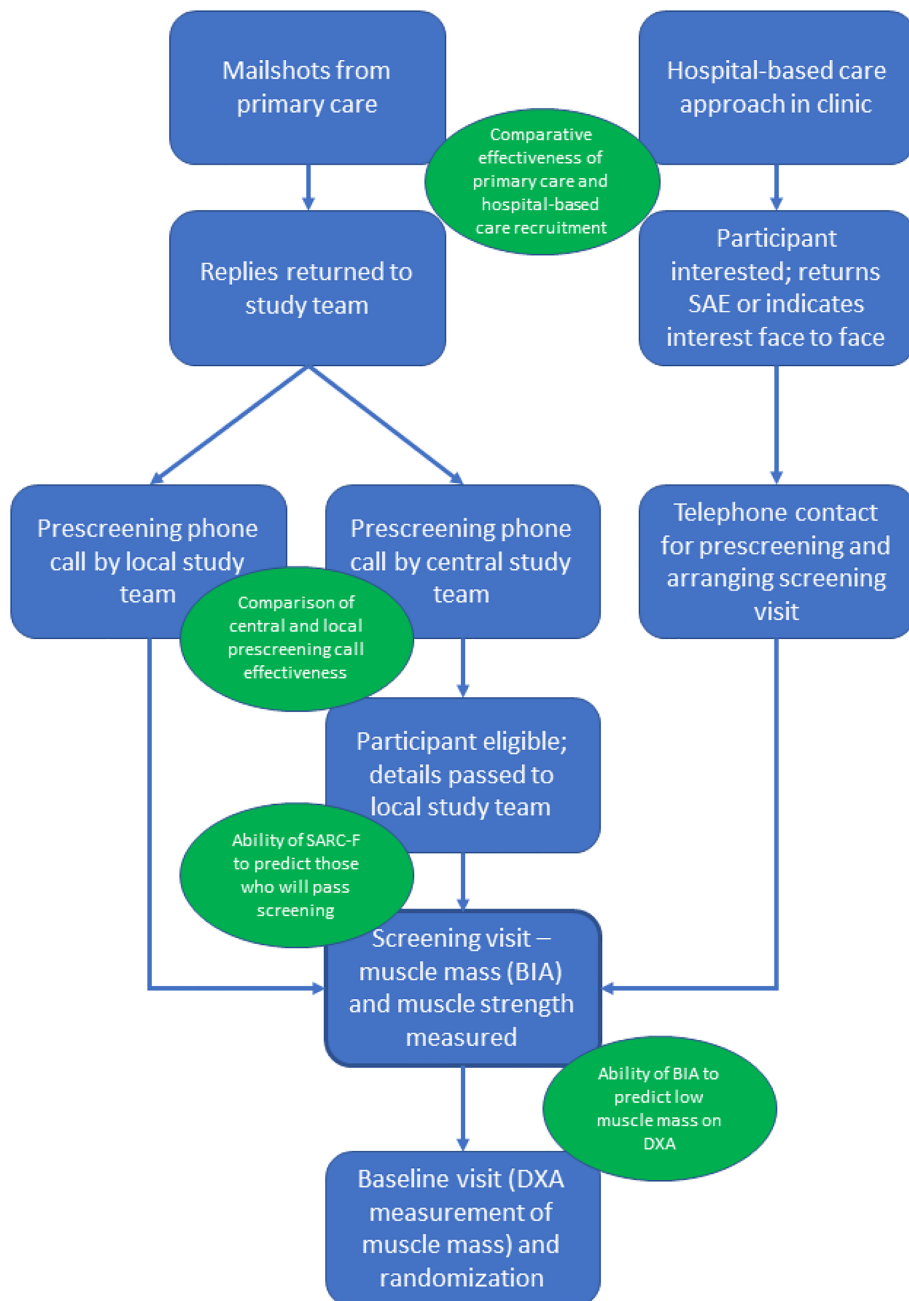 Mailshots from
primary care
Hospital-based care
approach in clinic
Comparative
effectiveness of
primary care and
hospital-based
care recruitment
Replies returned to
study team
Participant
interested; returns
SAE or indicates
interest face to face
Prescreening phone
call by local study
team
Prescreening phone
call by central study
team
Telephone contact
for prescreening and
arranging screening
visit
Comparison of
central and local
prescreening call
effectiveness
Participant eligible;
details passed to
local study team
Ability of SARC-F
to predict those
who will pass
screening
Screening visit –
muscle mass (BIA)
and muscle strength
measured
Ability of BIA to
predict low
muscle mass on
DXA
Baseline visit (DXA
measurement of
muscle mass) and
randomization